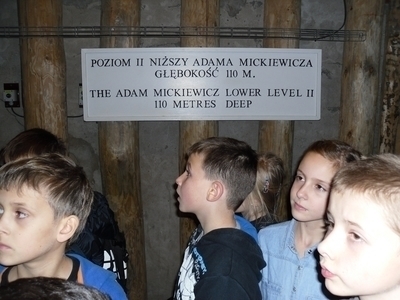 POZIOM II NIŻSZY ADAMA MICKIEWICZA
GŁĘBOKOŚĆ 110 M.
THE ADAM MICKIEWICZ LOWER LEVEL II
110 METRES DEEP